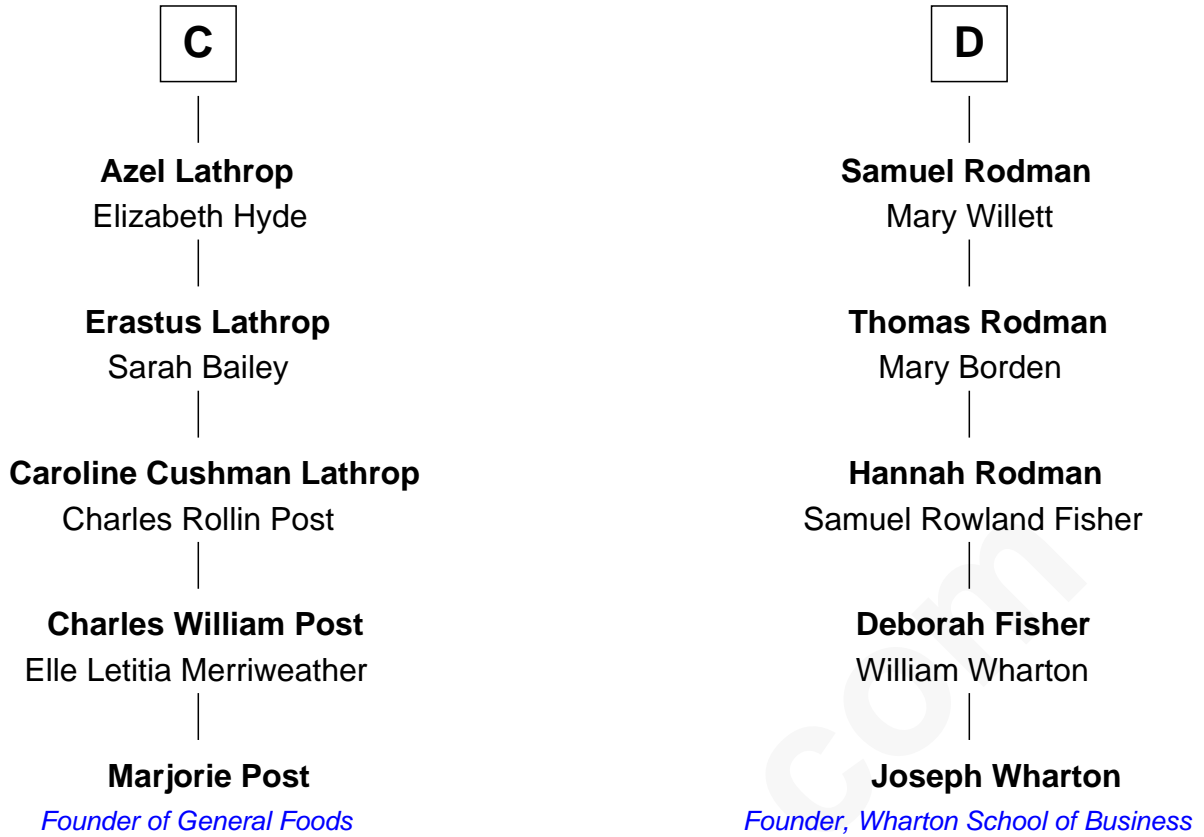 C
Azel Lathrop
Elizabeth Hyde
Erastus Lathrop
Sarah Bailey
Caroline Cushman Lathrop
Charles Rollin Post
Charles William Post
Elle Letitia Merriweather
Marjorie Post
Founder of General Foods
D
Samuel Rodman
Mary Willett
Thomas Rodman
Mary Borden
Hannah Rodman
Samuel Rowland Fisher
Deborah Fisher
William Wharton
Joseph Wharton
Founder, Wharton School of Business
com